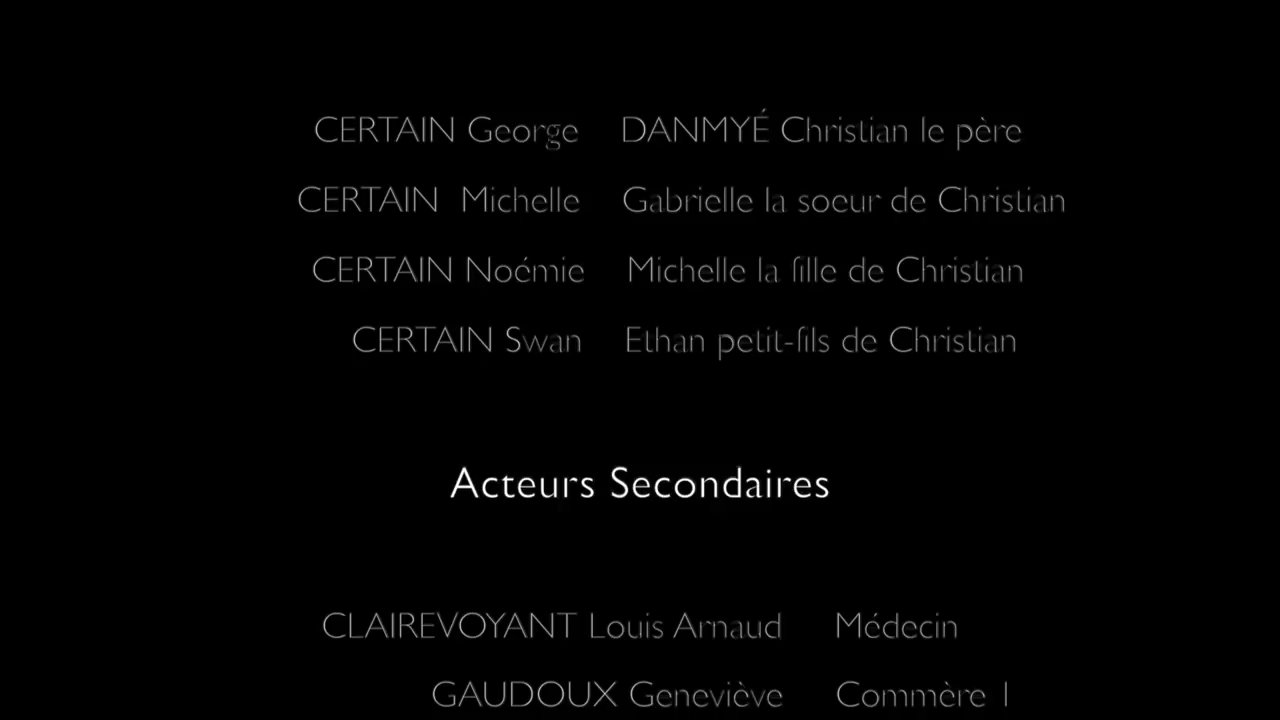 CERTAIN George DANMYÉ Christian le père
CERTAIN Michelle Gabrielle la soeur de Christian
CERTAIN Noémie Michelle la fille de Christian
CERTAIN Swan Ethan petit-fils de Christian
Acteurs Secondaires
CLAIREVOYANT Louis Arnaud Médecin
GAUDOUX Geneviève Commère 1